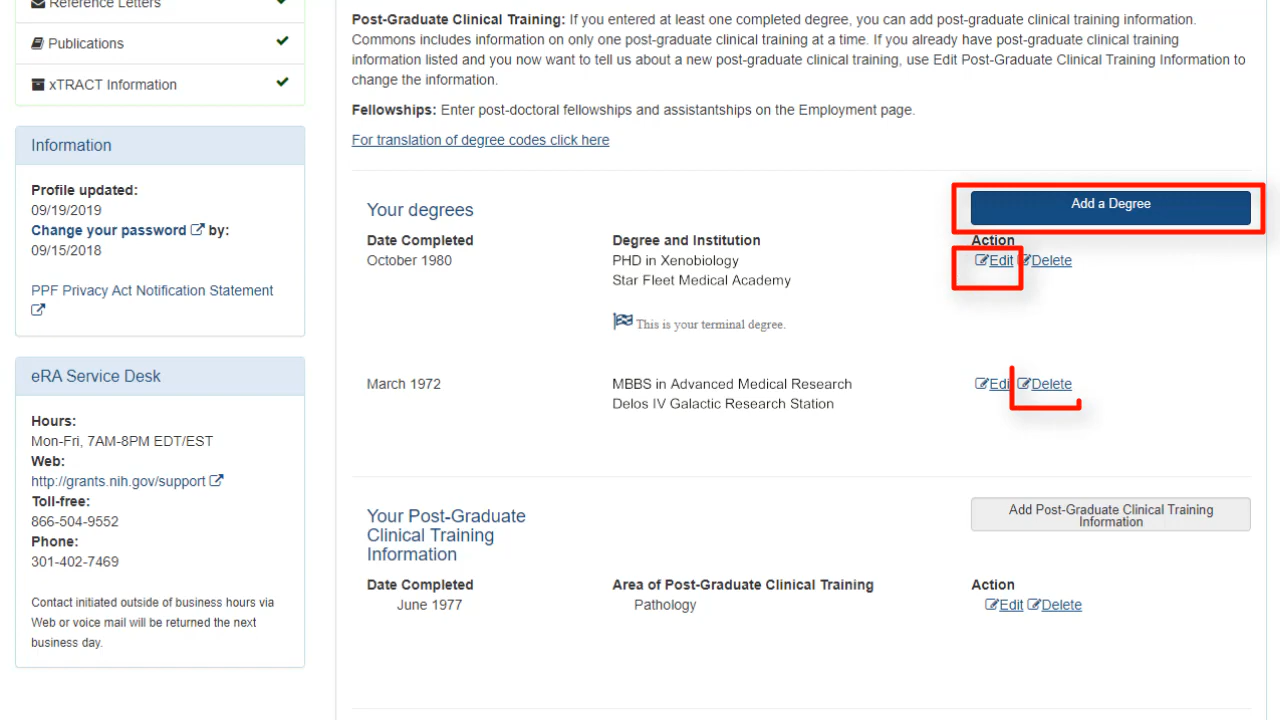 Reference Letters
Publications
xTRACT Information
Information
Profile updated:
09/19/2019
Change your password by:
09/15/2018
PPF Privacy Act Notification Statement
eRA Service Desk
Hours:
Mon-Fri, 7AM-8PM EDT/EST
Web:
http://grants.nih.gov/support
Toll-free:
866-504-9552
Phone:
301-402-7469
Contact initiated outside of business hours via
Web or voice mail will be returned the next
business day.
Post-Graduate Clinical Training: If you entered at least one completed degree, you can add post-graduate clinical training information.
Commons includes information on only one post-graduate clinical training at a time. If you already have post-graduate clinical training
information listed and you now want to tell us about a new post-graduate clinical training, use Edit Post-Graduate Clinical Training Information to
change the information.
Fellowships: Enter post-doctoral fellowships and assistantships on the Employment page.
For translation of degree codes click here
Your degrees
Add a Degree
Date Completed Degree and Institution Action
October 1980 PHD in Xenobiology Edit Delete
Star Fleet Medical Academy
This is your terminal degree.
March 1972 MBBS in Advanced Medical Research Edit Delete
Delos IV Galactic Research Station
Your Post-Graduate
Clinical Training
Information
Add Post-Graduate Clinical Training
Information
Date Completed Area of Post-Graduate Clinical Training Action
June 1977 Pathology Edit Delete